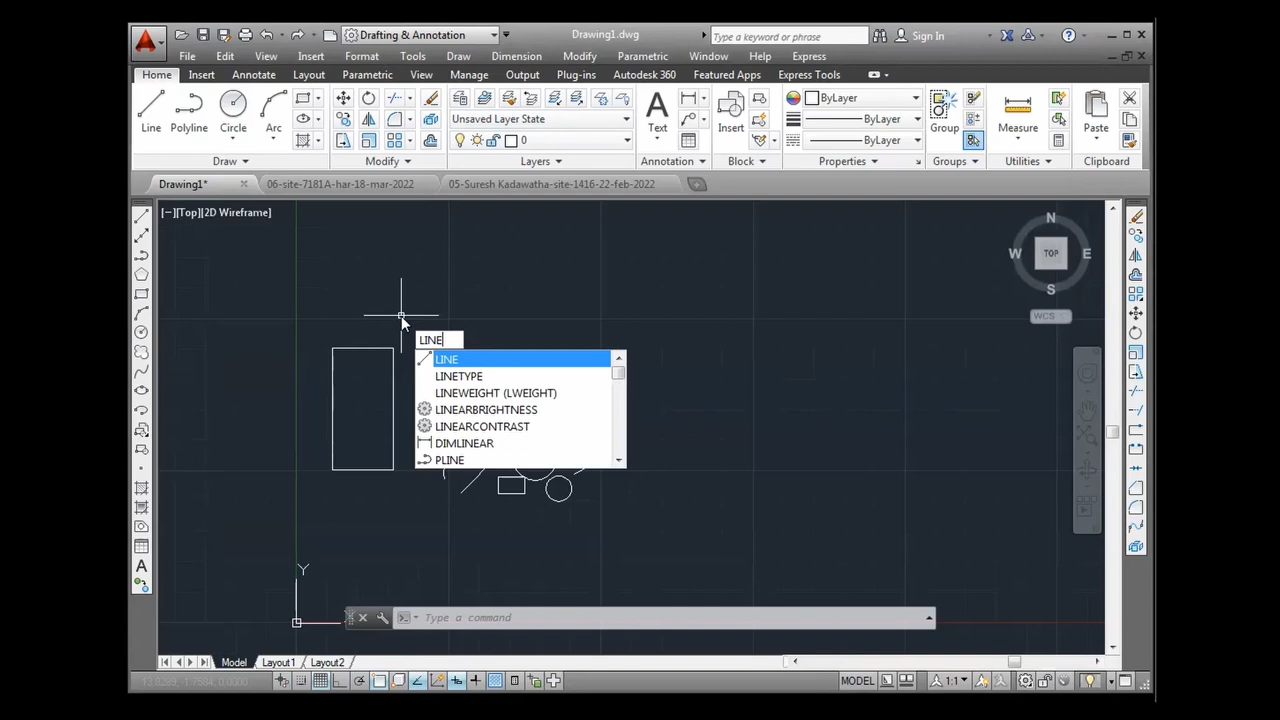 Drafting & Annotation
Drawing1.dwg
Type a keyword or phrase
Sign In
File Edit View Insert Format Tools Draw Dimension Modify Parametric Window Help Express
Home Insert Annotate Layout Parametric View Manage Output Plug-ins Autodesk 360 Featured Apps Express Tools
Line Polyline Circle Arc
Text
Insert
Group
Measure
Paste
Unsaved Layer State
0
ByLayer
ByLayer
ByLayer
Draw Modify Layers Annotation Block Properties Groups Utilities Clipboard
Drawing1* 06-site-7181A-har-18-mar-2022 05-Suresh Kadawatha-site-1416-22-feb-2022
[−][Top][2D Wireframe]
N
W TOP E
S
WCS
LINE
LINE
LINETYPE
LINEWEIGHT (LWEIGHT)
LINEARBRIGHTNESS
LINEARCONTRAST
DIMLINEAR
PLINE
Y
Type a command
Model Layout1 Layout2
MODEL 1:1